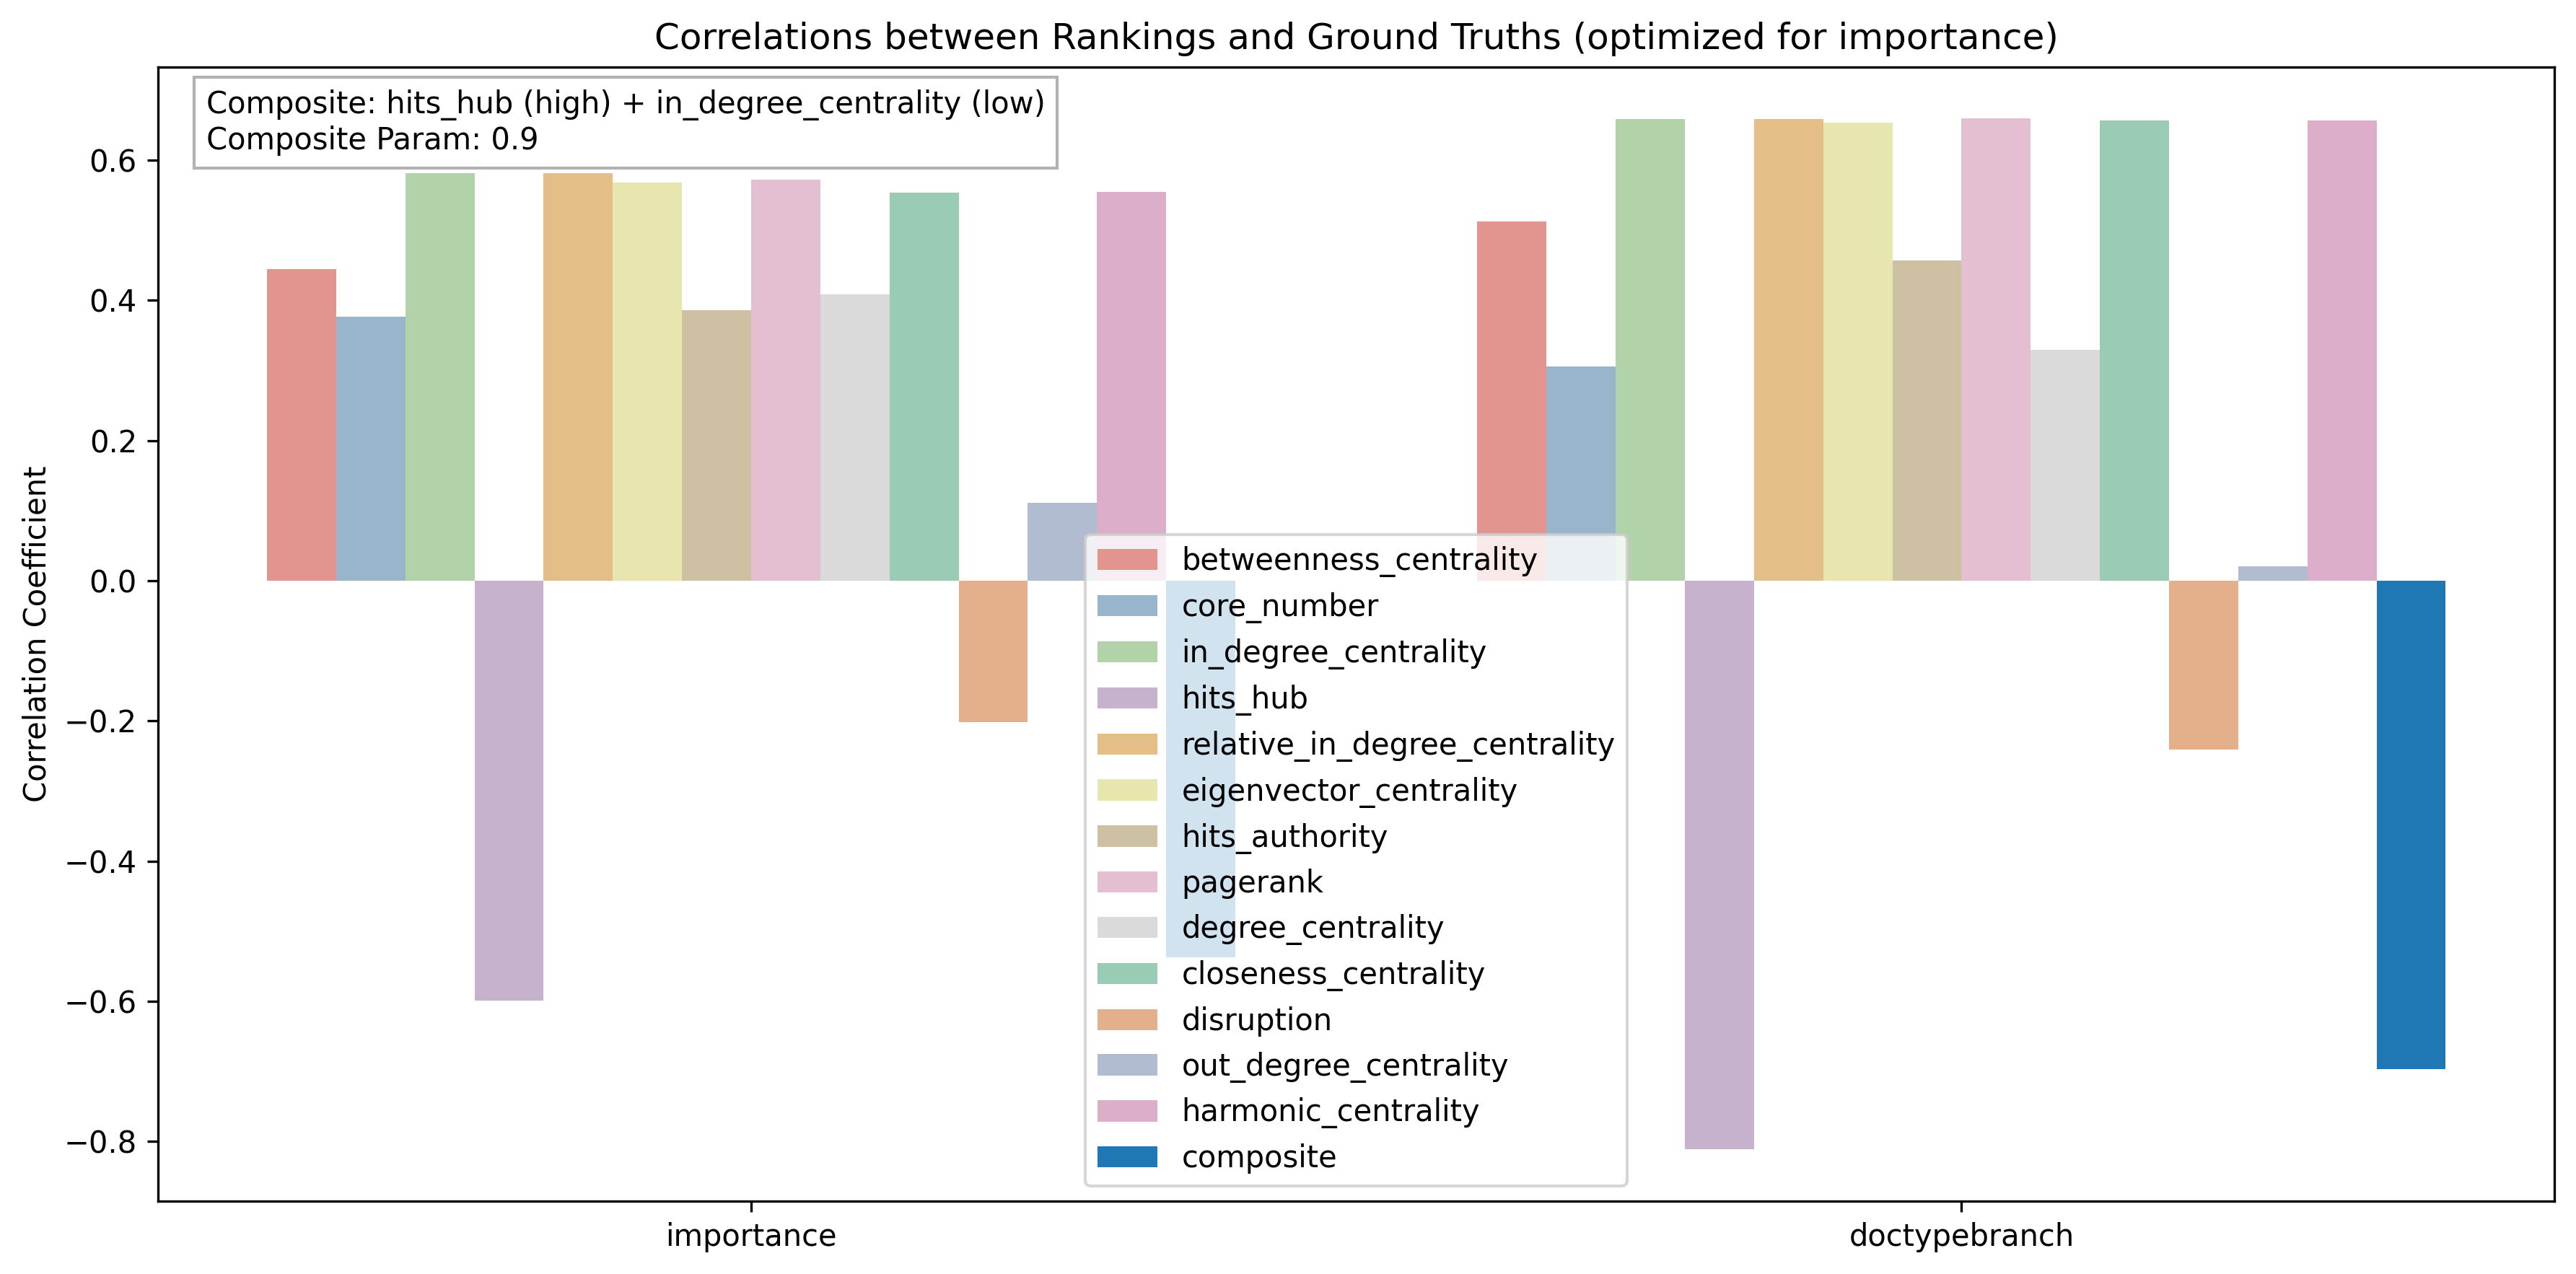 Correlations between Rankings and Ground Truths (optimized for importance)
Composite: hits_hub (high) + in_degree_centrality (low)
Composite Param: 0.9
Correlation Coefficient
0.6
0.4
0.2
0.0
−0.2
−0.4
−0.6
−0.8
betweenness_centrality
core_number
in_degree_centrality
hits_hub
relative_in_degree_centrality
eigenvector_centrality
hits_authority
pagerank
degree_centrality
closeness_centrality
disruption
out_degree_centrality
harmonic_centrality
composite
importance
doctypebranch